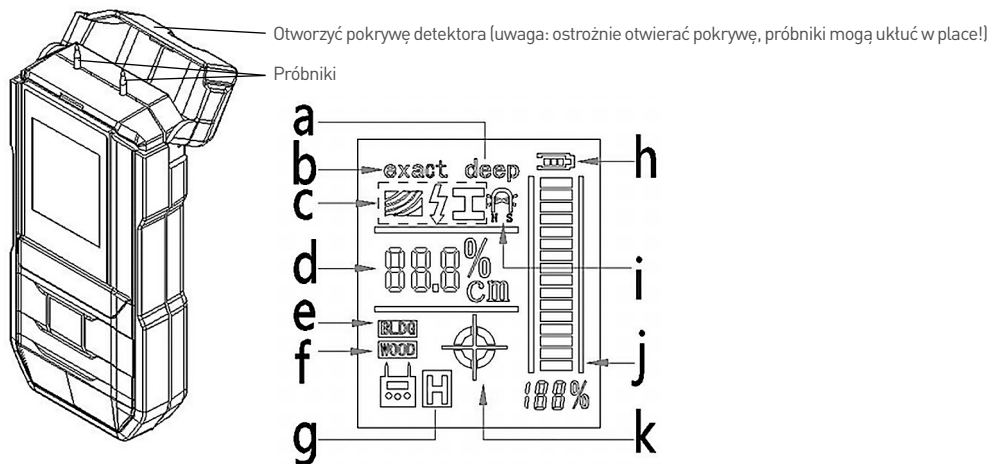 Otworzyć pokrywę detektora (uwaga: ostrożnie otwierać pokrywę, próbniki mogą ukłuć w place!)
Próbniki
a
b exact deep h
c N S
d 88.8 % cm i
e BLDG
f WOOD j
H 188%
g k